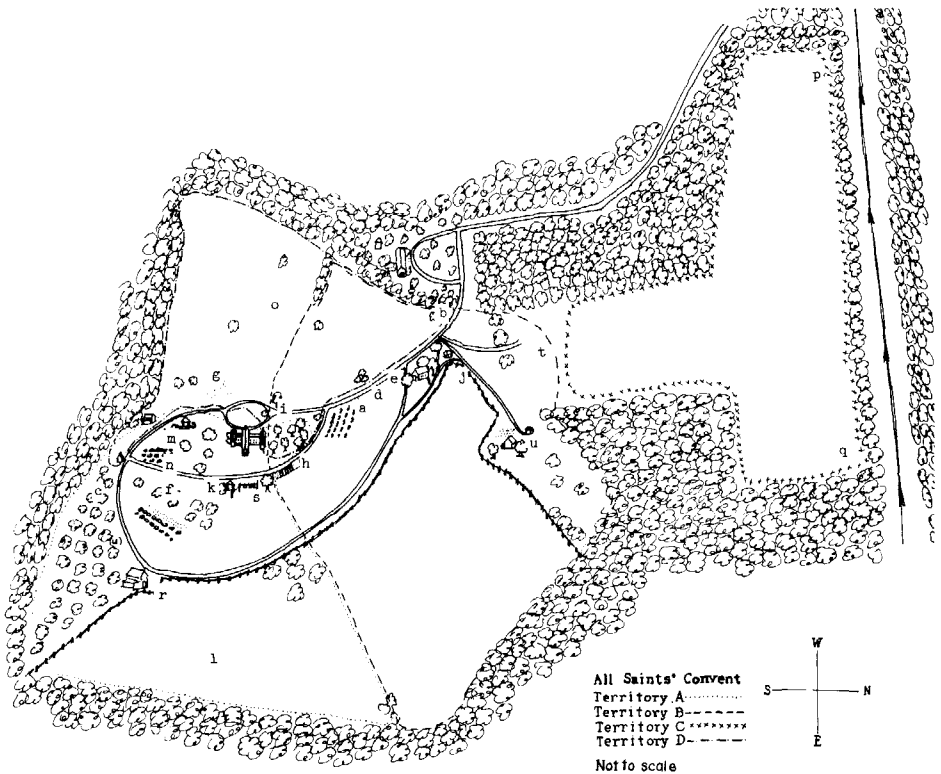 p
b
t
g
i
d
e
j
a
m
n
h
u
f
k
s
q
r
l
W
S N
E
All Saints' Convent
Territory A
Territory B
Territory C
Territory D
Not to scale